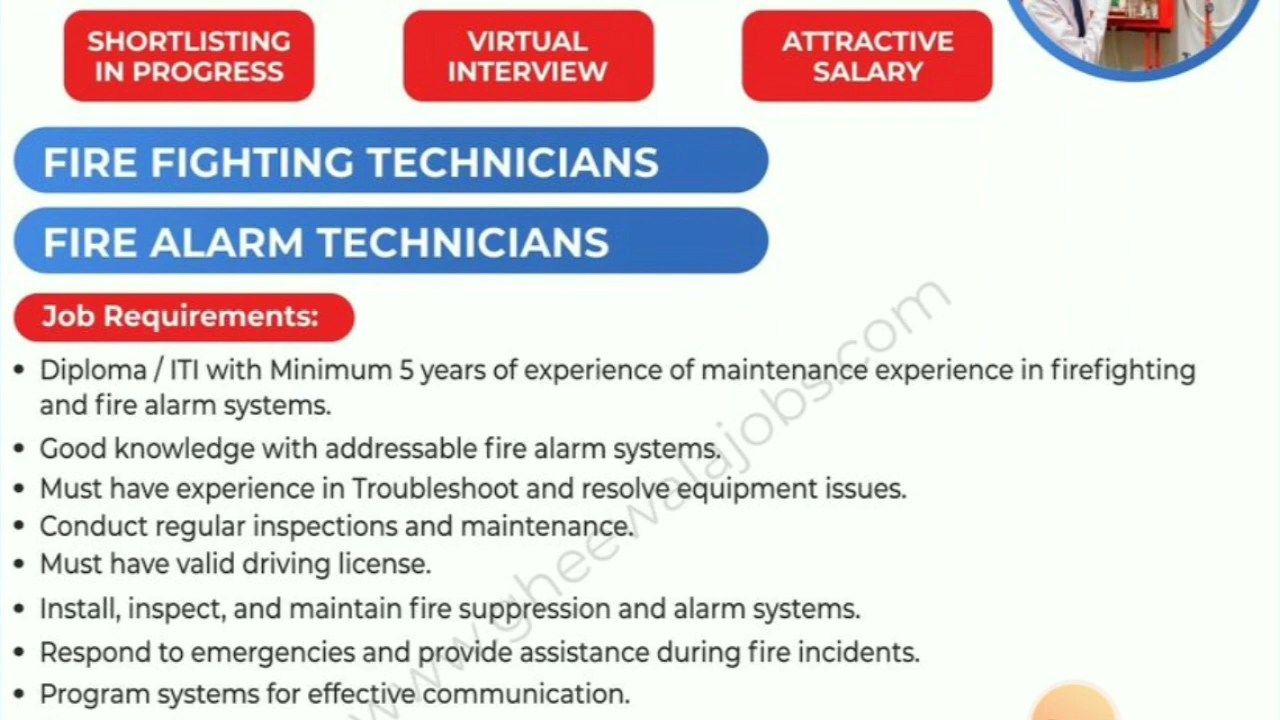 SHORTLISTING
IN PROGRESS
VIRTUAL
INTERVIEW
ATTRACTIVE
SALARY
FIRE FIGHTING TECHNICIANS
FIRE ALARM TECHNICIANS
Job Requirements:
• Diploma / ITI with Minimum 5 years of experience of maintenance experience in firefighting
and fire alarm systems.
• Good knowledge with addressable fire alarm systems.
• Must have experience in Troubleshoot and resolve equipment issues.
• Conduct regular inspections and maintenance.
• Must have valid driving license.
• Install, inspect, and maintain fire suppression and alarm systems.
• Respond to emergencies and provide assistance during fire incidents.
• Program systems for effective communication.
www.gheewalajobs.com